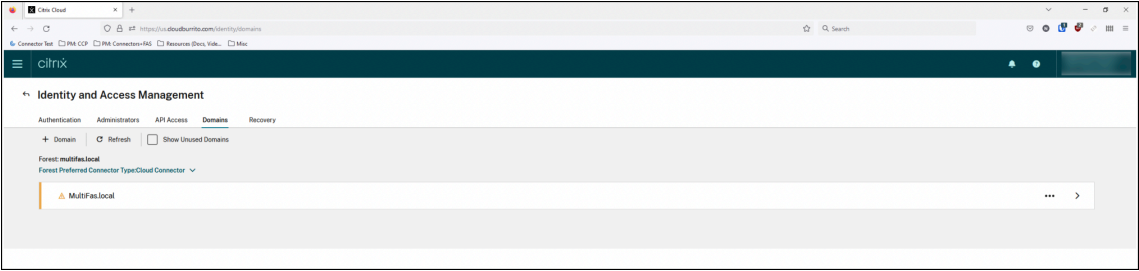 Citrix Cloud
https://us.cloudburrito.com/identity/domains
Search
Connector Test PM: CCP PM: Connectors+FAS Resources (Docs, Vide... Misc
citrix
Identity and Access Management
Authentication Administrators API Access Domains Recovery
+ Domain Refresh Show Unused Domains
Forest: multifas.local
Forest Preferred Connector Type:Cloud Connector
MultiFas.local